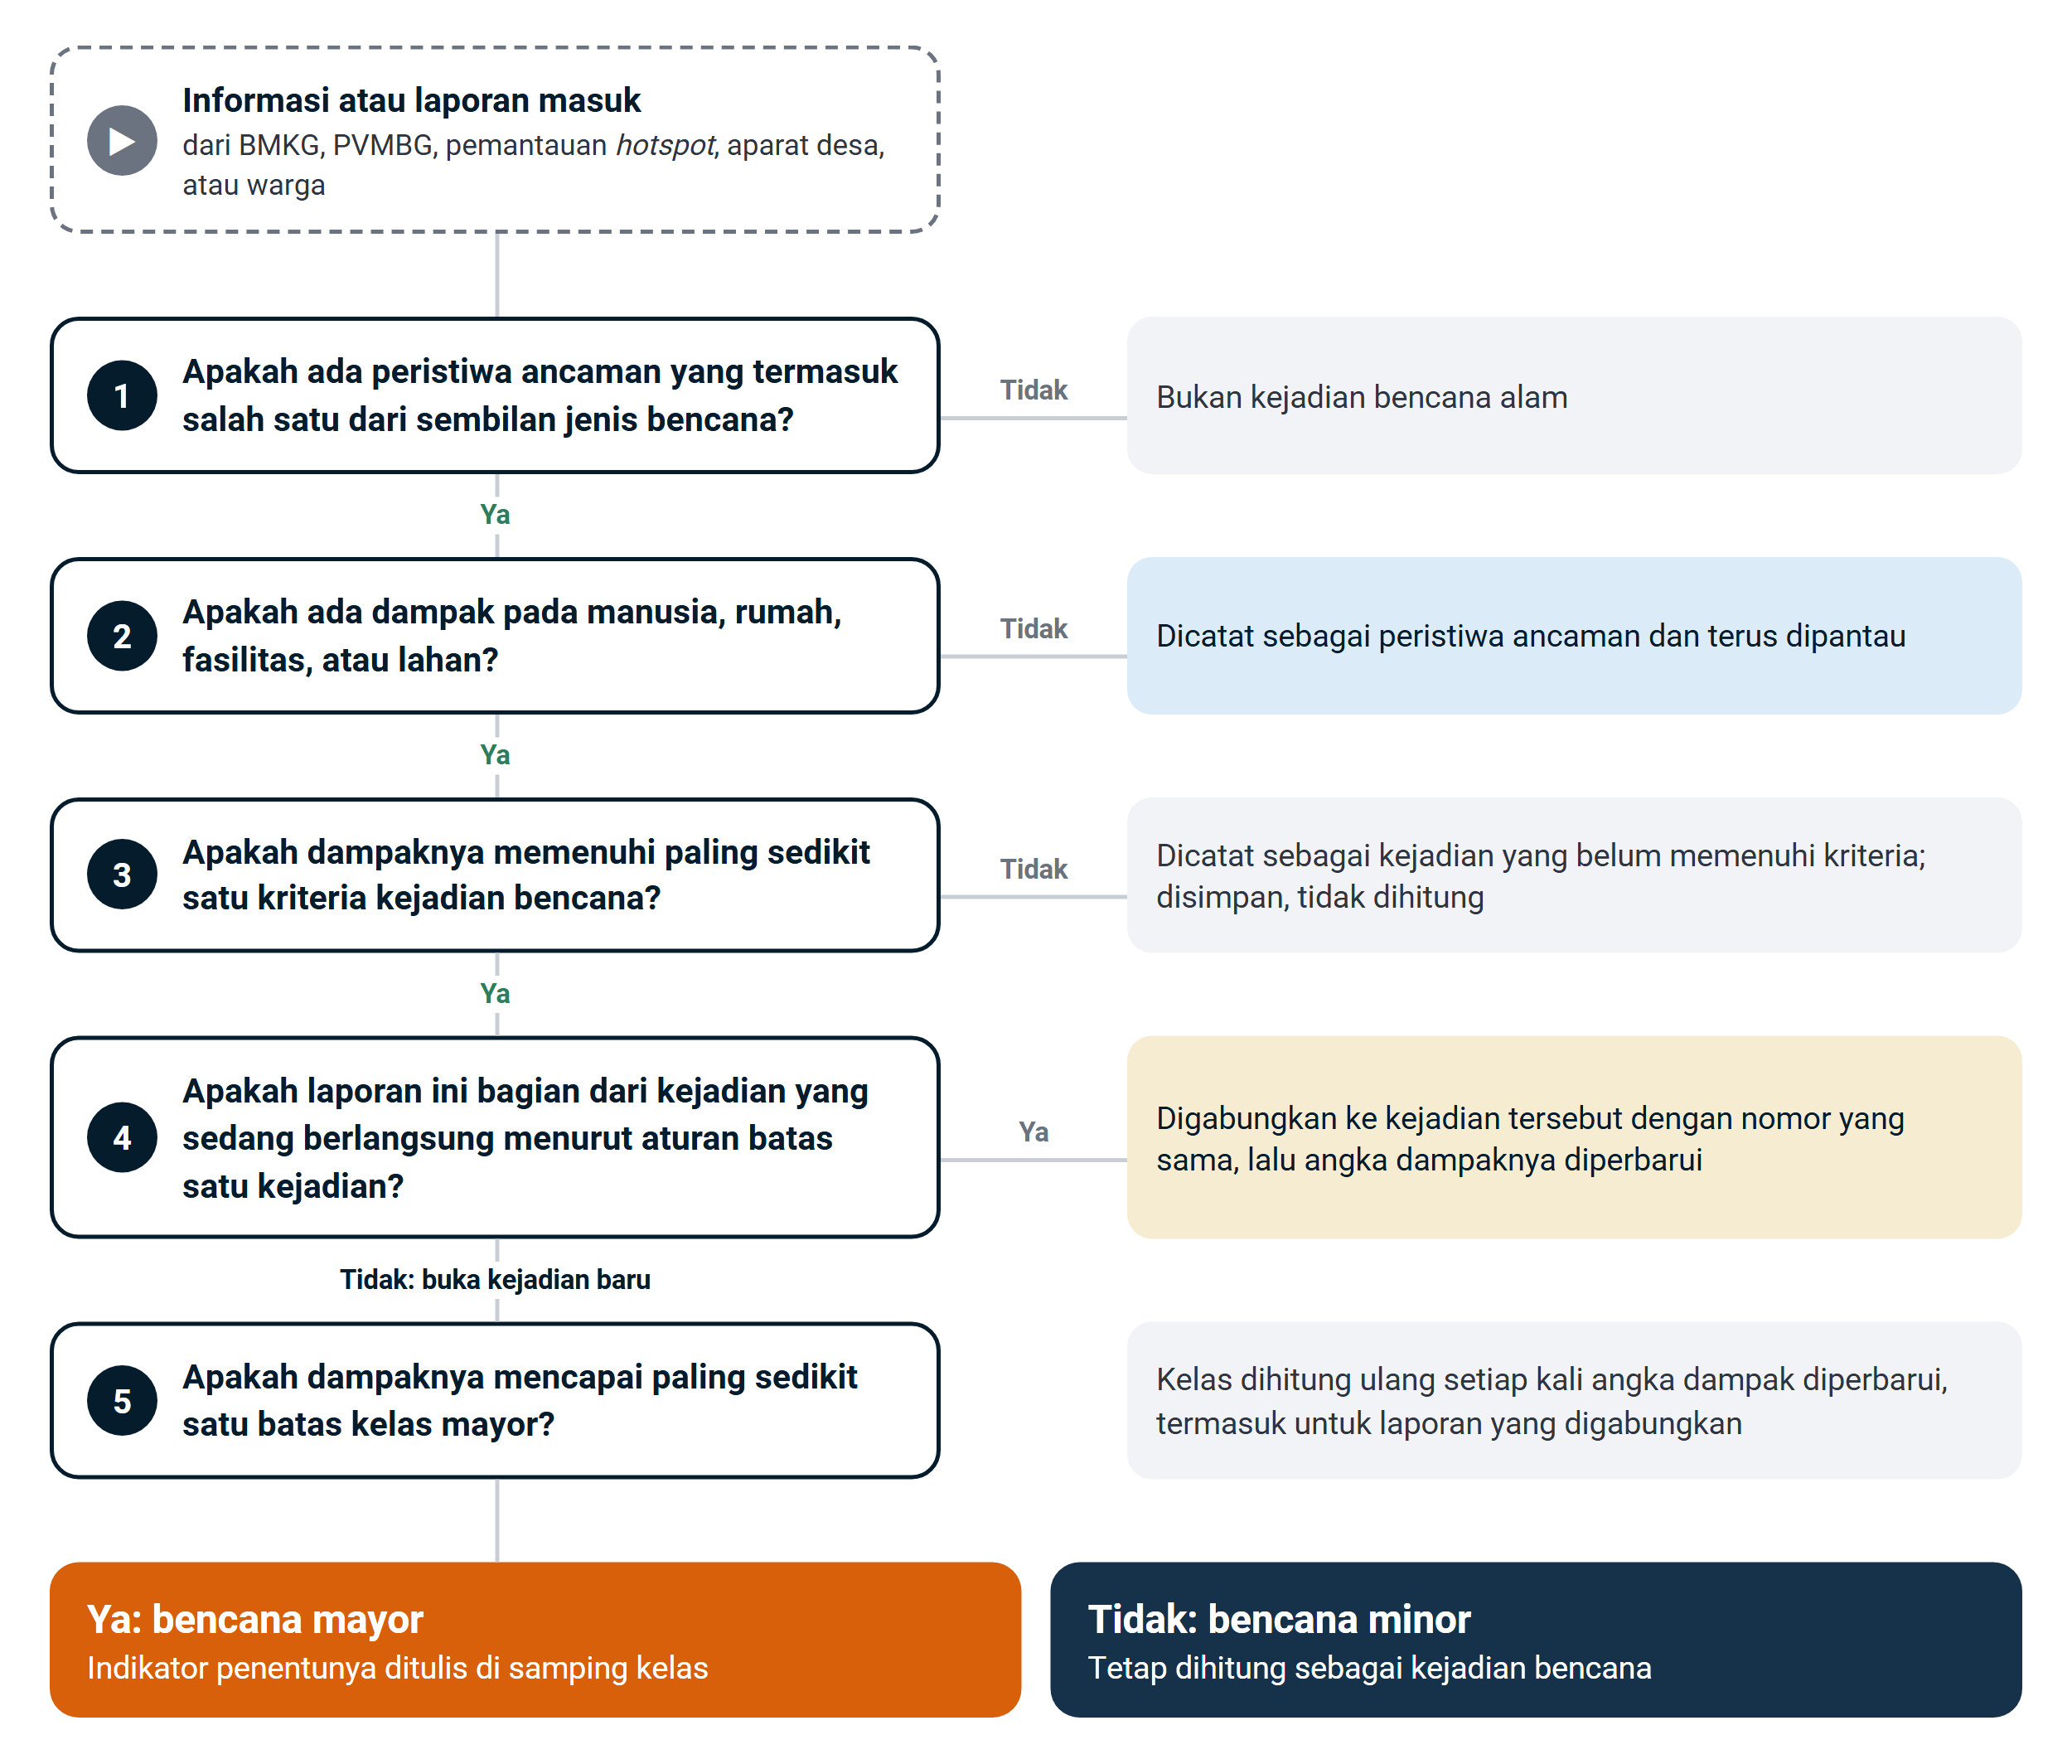 Informasi atau laporan masuk
dari BMKG, PVMBG, pemantauan hotspot, aparat desa,
atau warga
1
Apakah ada peristiwa ancaman yang termasuk
salah satu dari sembilan jenis bencana?
Tidak
Bukan kejadian bencana alam
Ya
2
Apakah ada dampak pada manusia, rumah,
fasilitas, atau lahan?
Tidak
Dicatat sebagai peristiwa ancaman dan terus dipantau
Ya
3
Apakah dampaknya memenuhi paling sedikit
satu kriteria kejadian bencana?
Tidak
Dicatat sebagai kejadian yang belum memenuhi kriteria;
disimpan, tidak dihitung
Ya
4
Apakah laporan ini bagian dari kejadian yang
sedang berlangsung menurut aturan batas
satu kejadian?
Ya
Digabungkan ke kejadian tersebut dengan nomor yang
sama, lalu angka dampaknya diperbarui
Tidak: buka kejadian baru
5
Apakah dampaknya mencapai paling sedikit
satu batas kelas mayor?
Kelas dihitung ulang setiap kali angka dampak diperbarui,
termasuk untuk laporan yang digabungkan
Ya: bencana mayor
Indikator penentunya ditulis di samping kelas
Tidak: bencana minor
Tetap dihitung sebagai kejadian bencana